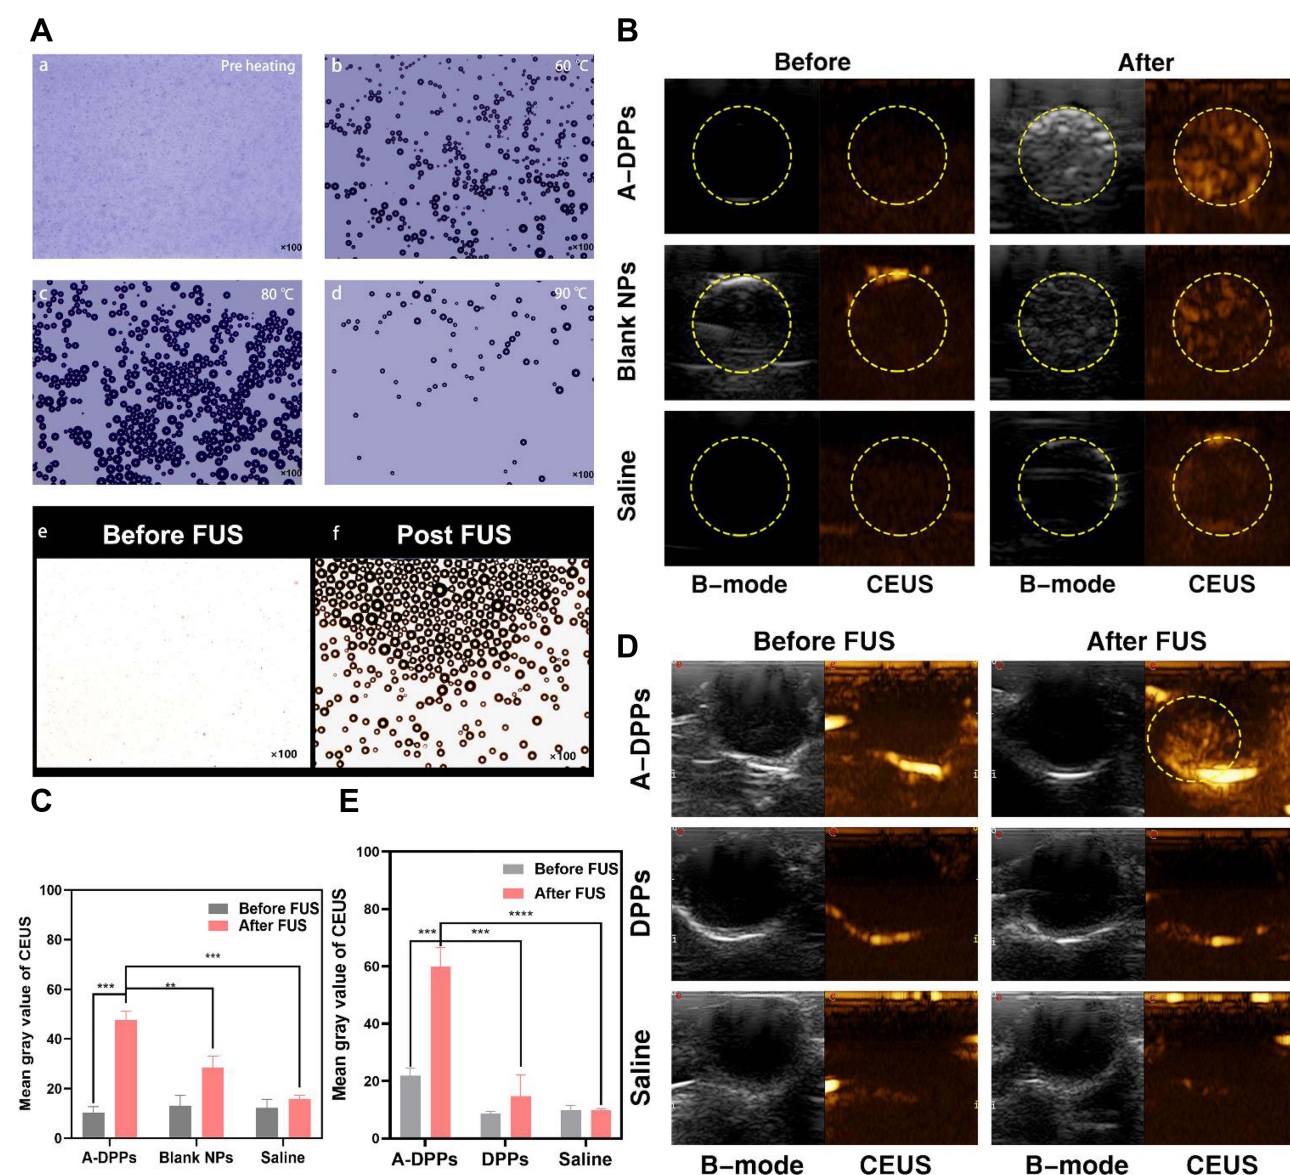 A
a Pre heating
×100
b 60 ℃
×100
c 80 ℃
×100
d 90 ℃
×100
e Before FUS
×100
f Post FUS
×100
B
Before After
A-DPPs
Blank NPs
Saline
B-mode CEUS B-mode CEUS
C
Mean gray value of CEUS
100
80
60
40
20
0
Before FUS
After FUS
***
***
**
A-DPPs Blank NPs Saline
E
Mean gray value of CEUS
100
80
60
40
20
0
Before FUS
After FUS
****
*** ***
A-DPPs DPPs Saline
D
Before FUS After FUS
A-DPPs
DPPs
Saline
B-mode CEUS B-mode CEUS